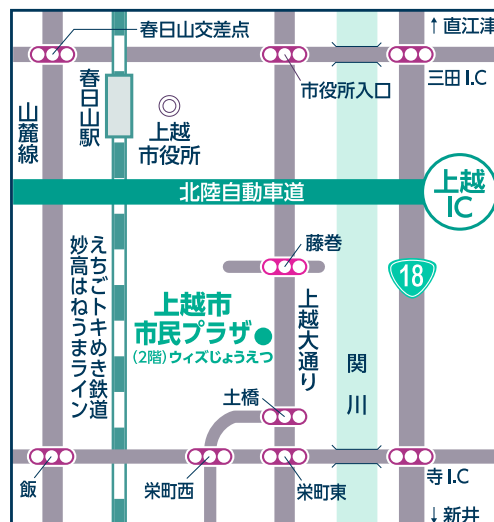 春日山交差点
↑直江津
山麓線
春日山駅
上越
市役所
市役所入口
三田I.C
北陸自動車道
上越
IC
藤巻
18
えちごトキめき鉄道
妙高はねうまライン
上越市
市民プラザ
(2階)ウィズじょうえつ
上越大通り
関川
土橋
飯
栄町西
栄町東
寺I.C
↓新井